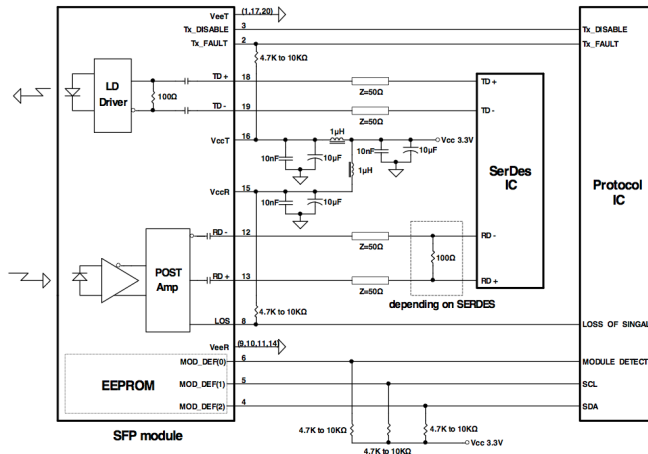 VeeT (1,17,20)
Tx_DISABLE 3 Tx_DISABLE
Tx_FAULT 2 Tx_FAULT
4.7K to 10KΩ
LD
Driver
100Ω
TD + 18 Z=50Ω TD +
TD - 19 Z=50Ω TD -
VccT 16 1μH Vcc 3.3V
10nF 10μF 10nF 10μF
1μH
SerDes
IC
Protocol
IC
VccR 15
10nF 10μF
RD - 12 Z=50Ω RD -
100Ω
POST
Amp
RD + 13 Z=50Ω RD +
depending on SERDES
4.7K to 10KΩ
LOS 8 LOSS OF SINGAL
VeeR (9,10,11,14)
MOD_DEF(0) 6 MODULE DETECT
EEPROM
MOD_DEF(1) 5 SCL
MOD_DEF(2) 4 SDA
4.7K to 10KΩ 4.7K to 10KΩ
SFP module
Vcc 3.3V
4.7K to 10KΩ